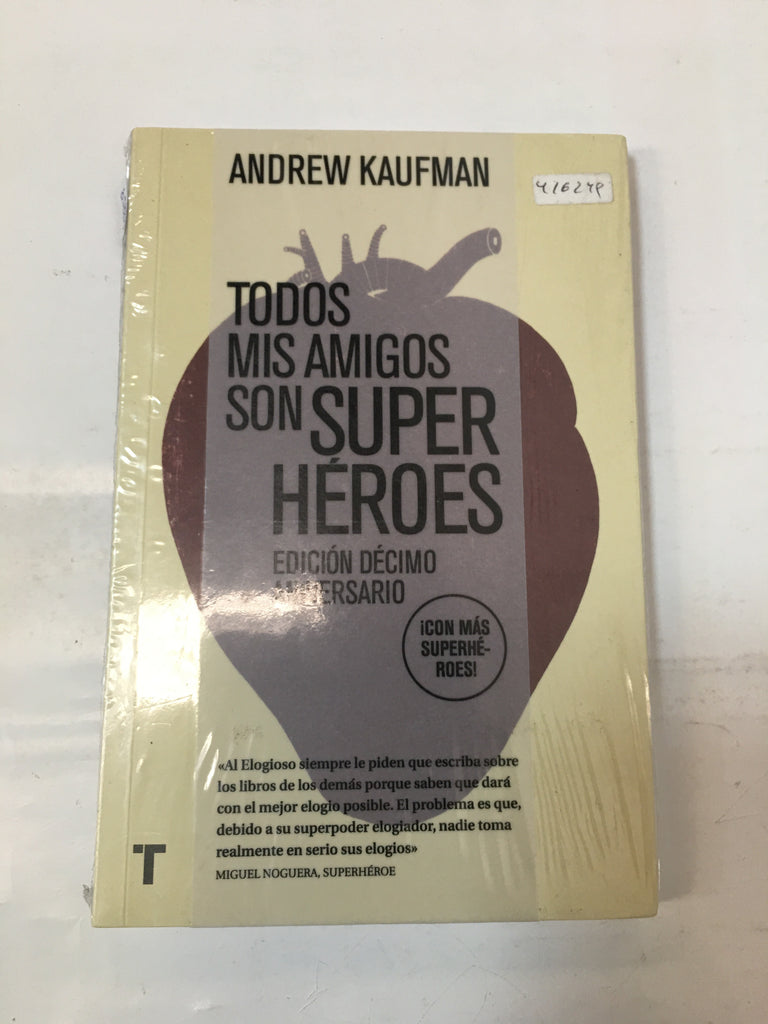 ANDREW KAUFMAN
426249
TODOS
MIS AMIGOS
SON SUPER
HÉROES
EDICIÓN DÉCIMO
ANIVERSARIO
¡CON MÁS
SUPERHÉ-
ROES!
«Al Elogioso siempre le piden que escriba sobre
los libros de los demás porque saben que dará
con el mejor elogio posible. El problema es que,
debido a su superpoder elogiador, nadie toma
realmente en serio sus elogios»
MIGUEL NOGUERA, SUPERHÉROE
T